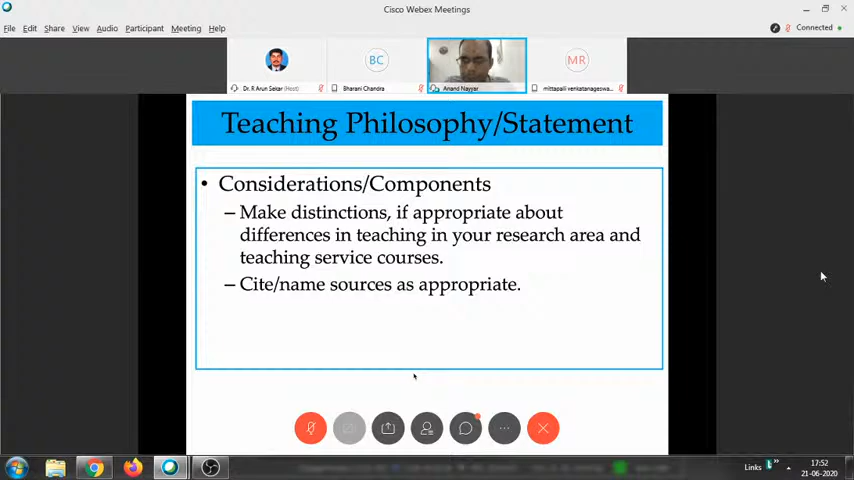 Cisco Webex Meetings
File Edit Share View Audio Participant Meeting Help
Connected
BC
MR
Dr. R Arun Sekar (Host)
Bharani Chandra
Anand Nayyar
mittapalli venkatanageswa...
Teaching Philosophy/Statement
• Considerations/Components
– Make distinctions, if appropriate about
differences in teaching in your research area and
teaching service courses.
– Cite/name sources as appropriate.
Links
17:52
21-06-2020